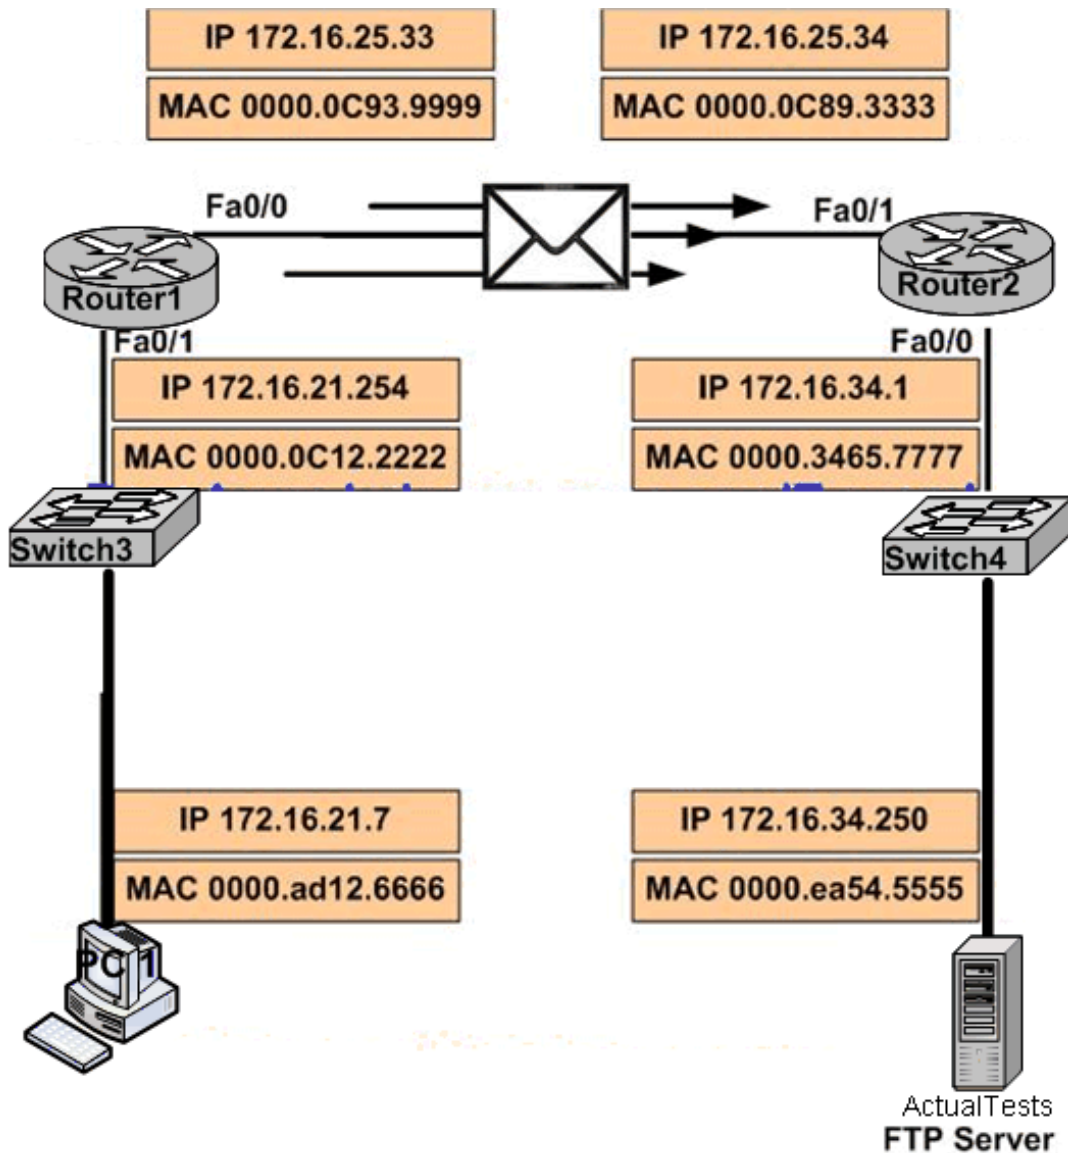 IP 172.16.25.33
IP 172.16.25.34
MAC 0000.0C93.9999
MAC 0000.0C89.3333
Fa0/0
Fa0/1
Router1
Router2
Fa0/1
Fa0/0
IP 172.16.21.254
IP 172.16.34.1
MAC 0000.0C12.2222
MAC 0000.3465.7777
Switch3
Switch4
IP 172.16.21.7
IP 172.16.34.250
MAC 0000.ad12.6666
MAC 0000.ea54.5555
PC 1
ActualTests
FTP Server